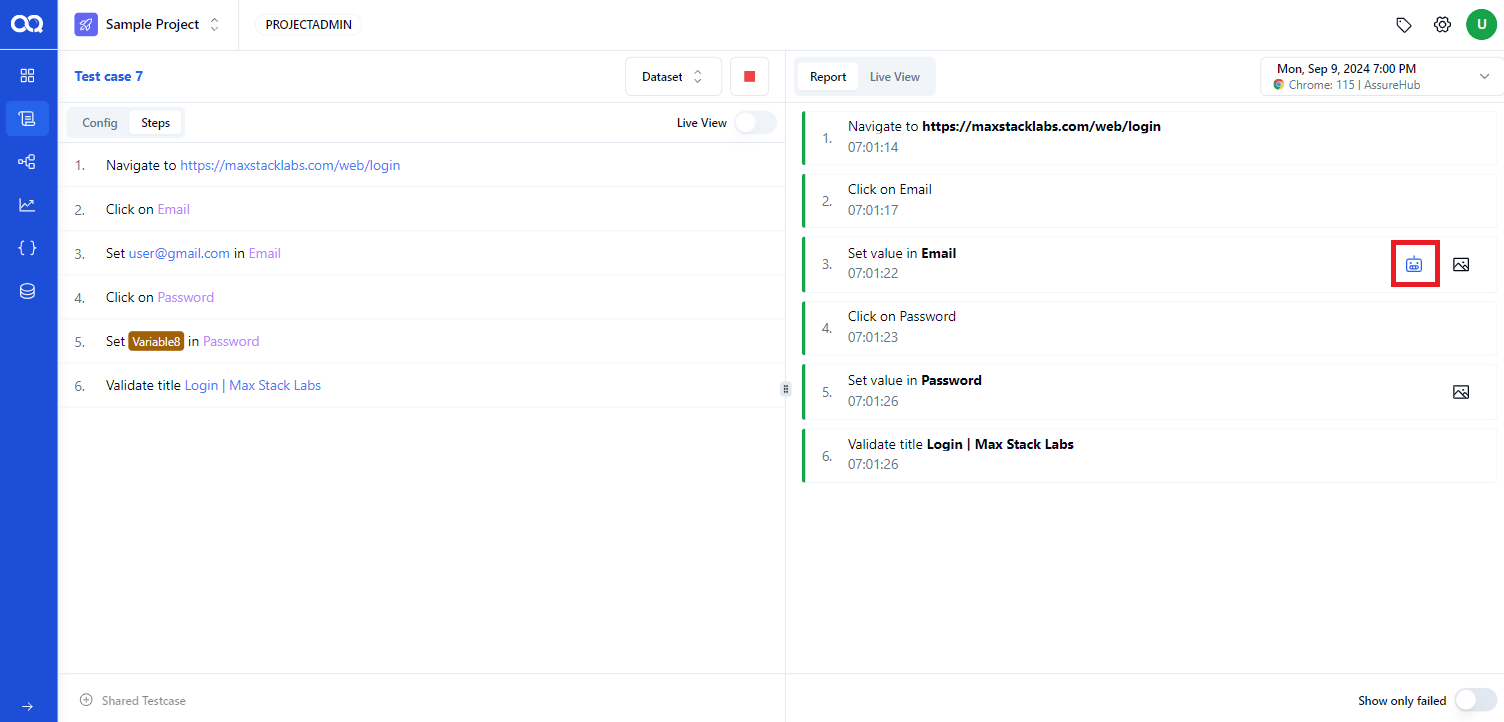 Sample Project
PROJECTADMIN
U
Test case 7
Dataset
Config
Steps
Live View
1. Navigate to https://maxstacklabs.com/web/login
2. Click on Email
3. Set user@gmail.com in Email
4. Click on Password
5. Set Variable8 in Password
6. Validate title Login | Max Stack Labs
Shared Testcase
Report
Live View
Mon, Sep 9, 2024 7:00 PM
Chrome: 115 | AssureHub
1. Navigate to https://maxstacklabs.com/web/login
07:01:14
2. Click on Email
07:01:17
3. Set value in Email
07:01:22
4. Click on Password
07:01:23
5. Set value in Password
07:01:26
6. Validate title Login | Max Stack Labs
07:01:26
Show only failed